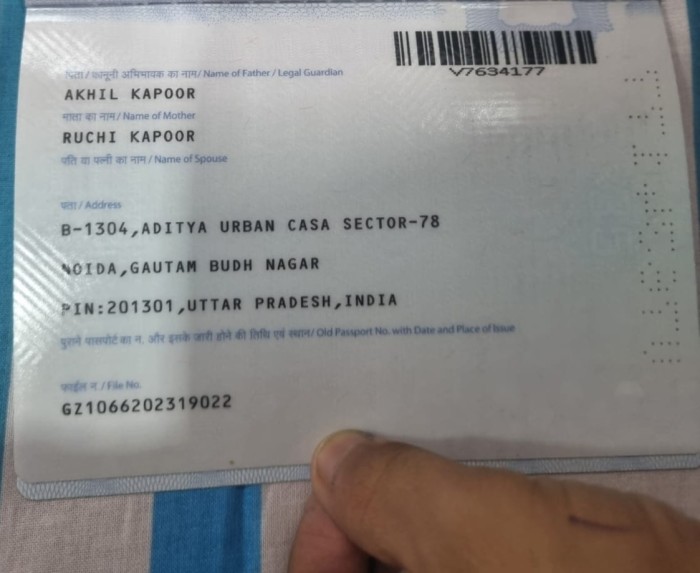 V7634177
पिता / कानूनी अभिभावक का नाम / Name of Father / Legal Guardian
AKHIL KAPOOR
माता का नाम / Name of Mother
RUCHI KAPOOR
पति या पत्नी का नाम / Name of Spouse
पता / Address
B-1304,ADITYA URBAN CASA SECTOR-78
NOIDA,GAUTAM BUDH NAGAR
PIN:201301,UTTAR PRADESH,INDIA
पुराने पासपोर्ट का न. और इसके जारी होने की तिथि एवं स्थान/ Old Passport No. with Date and Place of Issue
फाईल न. / File No.
GZ1066202319022